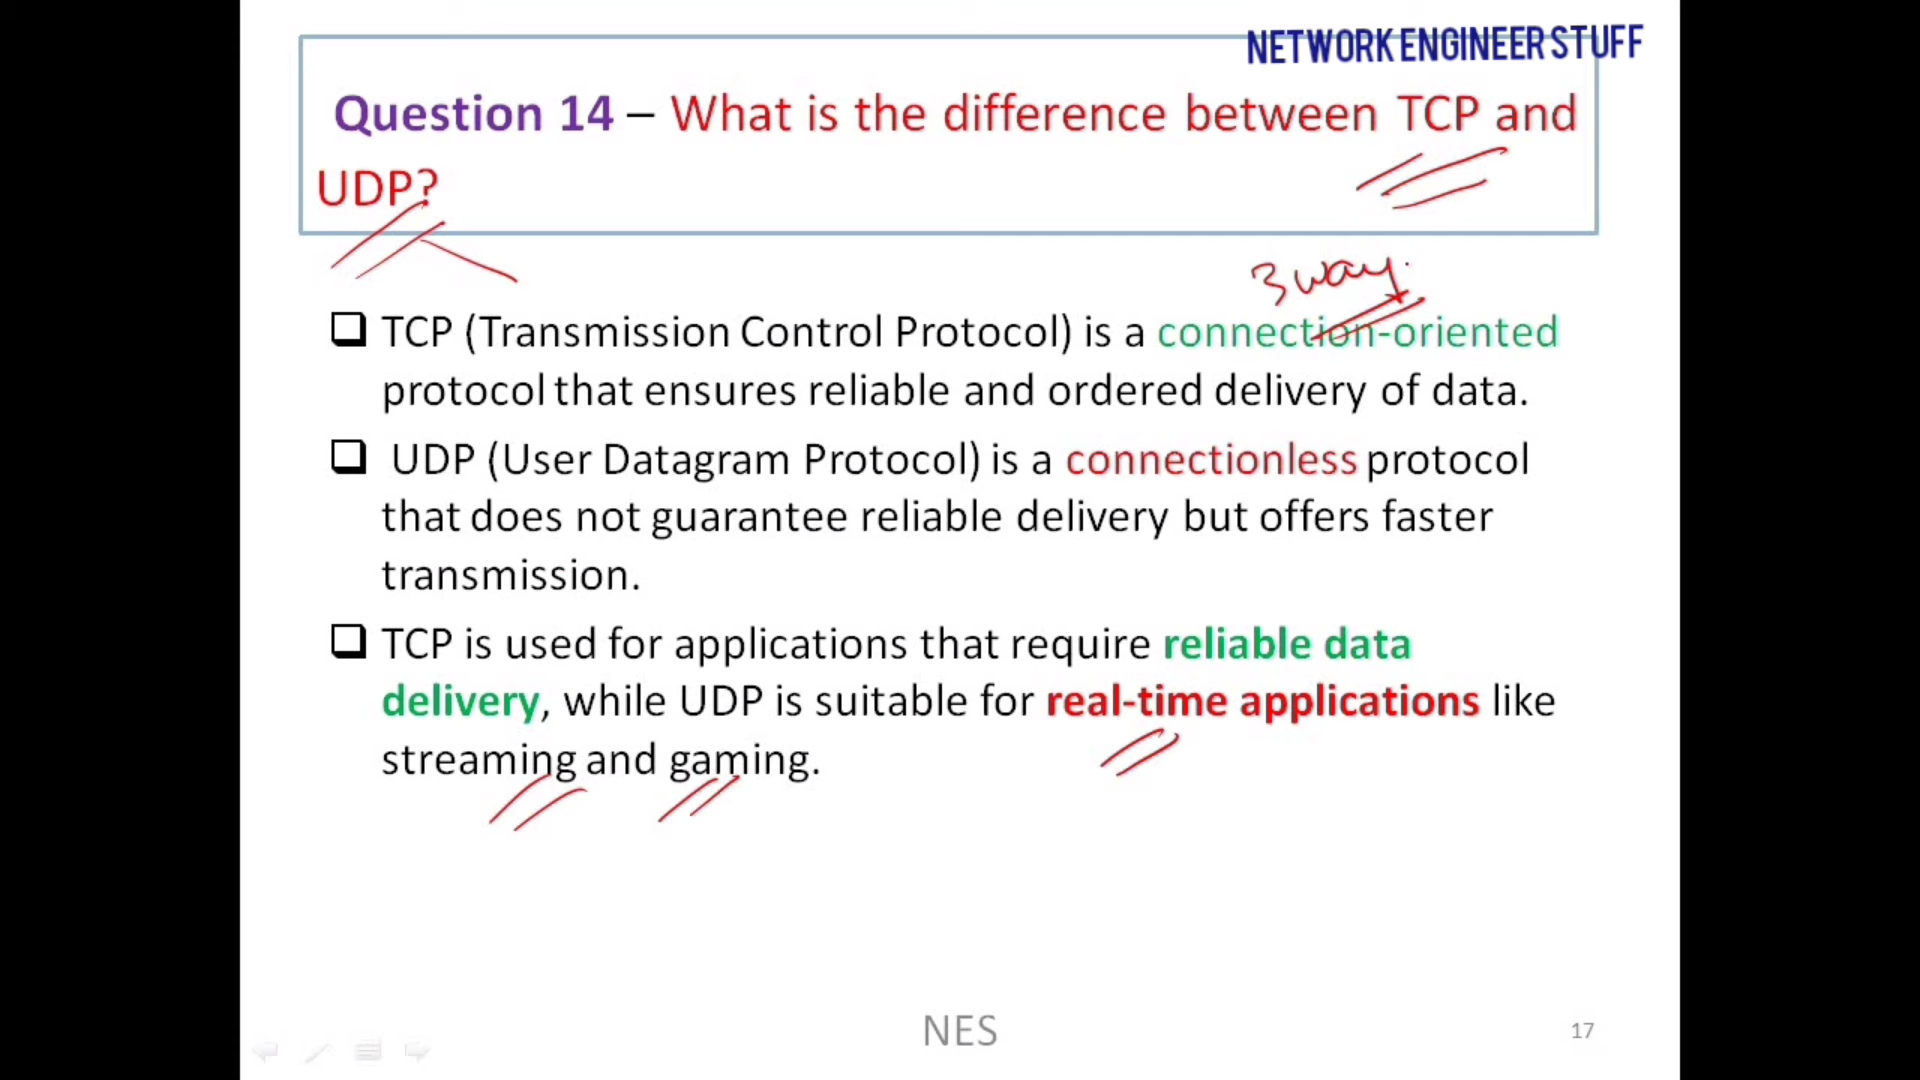 NETWORK ENGINEER STUFF
Question 14 – What is the difference between TCP and
UDP?
3 way
TCP (Transmission Control Protocol) is a connection-oriented
protocol that ensures reliable and ordered delivery of data.
UDP (User Datagram Protocol) is a connectionless protocol
that does not guarantee reliable delivery but offers faster
transmission.
TCP is used for applications that require reliable data
delivery, while UDP is suitable for real-time applications like
streaming and gaming.
NES
17